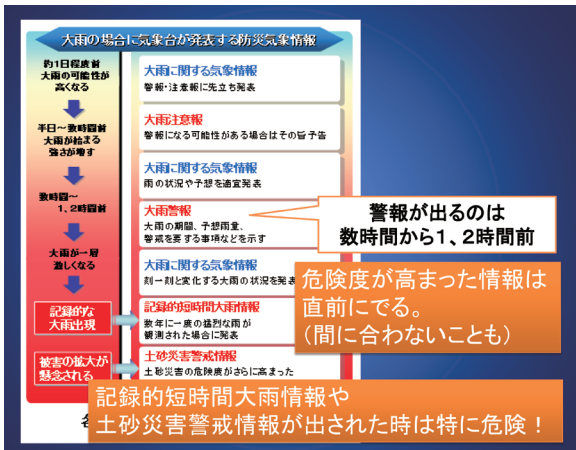 大雨の場合に気象台が発表する防災気象情報
約1日程度前
大雨の可能性が
高くなる
大雨に関する気象情報
警報・注意報に先立ち発表
半日～数時間前
大雨が始まる
強さが増す
大雨注意報
警報になる可能性がある場合はその旨予告
大雨に関する気象情報
雨の状況や予想を適宜発表
数時間～
1、2時間前
大雨警報
大雨の期間、予想雨量、
警戒を要する事項などを示す
警報が出るのは
数時間から1、2時間前
大雨が一層
激しくなる
大雨に関する気象情報
刻一刻と変化する大雨の状況を発表
危険度が高まった情報は
直前にでる。
（間に合わないことも）
記録的な
大雨出現
記録的短時間大雨情報
数年に一度の猛烈な雨が
観測された場合に発表
被害の拡大が
懸念される
土砂災害警戒情報
土砂災害の危険度がさらに高まった
記録的短時間大雨情報や
土砂災害警戒情報が出された時は特に危険！